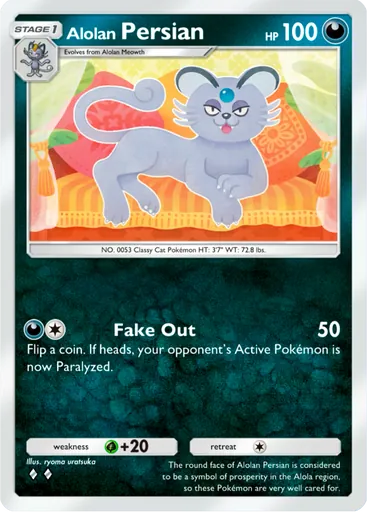 STAGE 1
Alolan Persian
HP 100
Evolves from Alolan Meowth
NO. 0053 Classy Cat Pokémon HT: 3'7" WT: 72.8 lbs.
Fake Out 50
Flip a coin. If heads, your opponent's Active Pokémon
is now Paralyzed.
weakness +20 retreat
Illus. ryoma uratsuka
The round face of Alolan Persian is considered
to be a symbol of prosperity in the Alola region,
so these Pokémon are very well cared for.